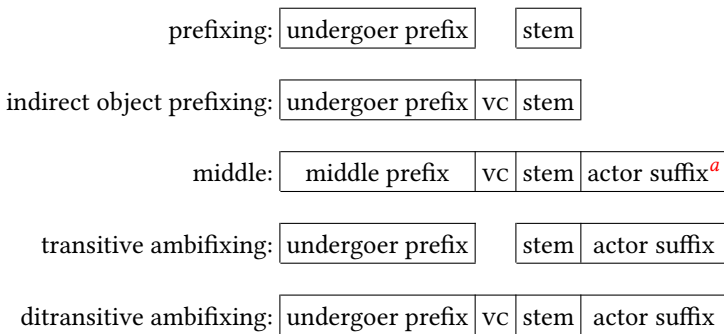 prefixing: undergoer prefix stem
indirect object prefixing: undergoer prefix VC stem
middle: middle prefix VC stem actor suffixᵃ
transitive ambifixing: undergoer prefix stem actor suffix
ditransitive ambifixing: undergoer prefix VC stem actor suffix